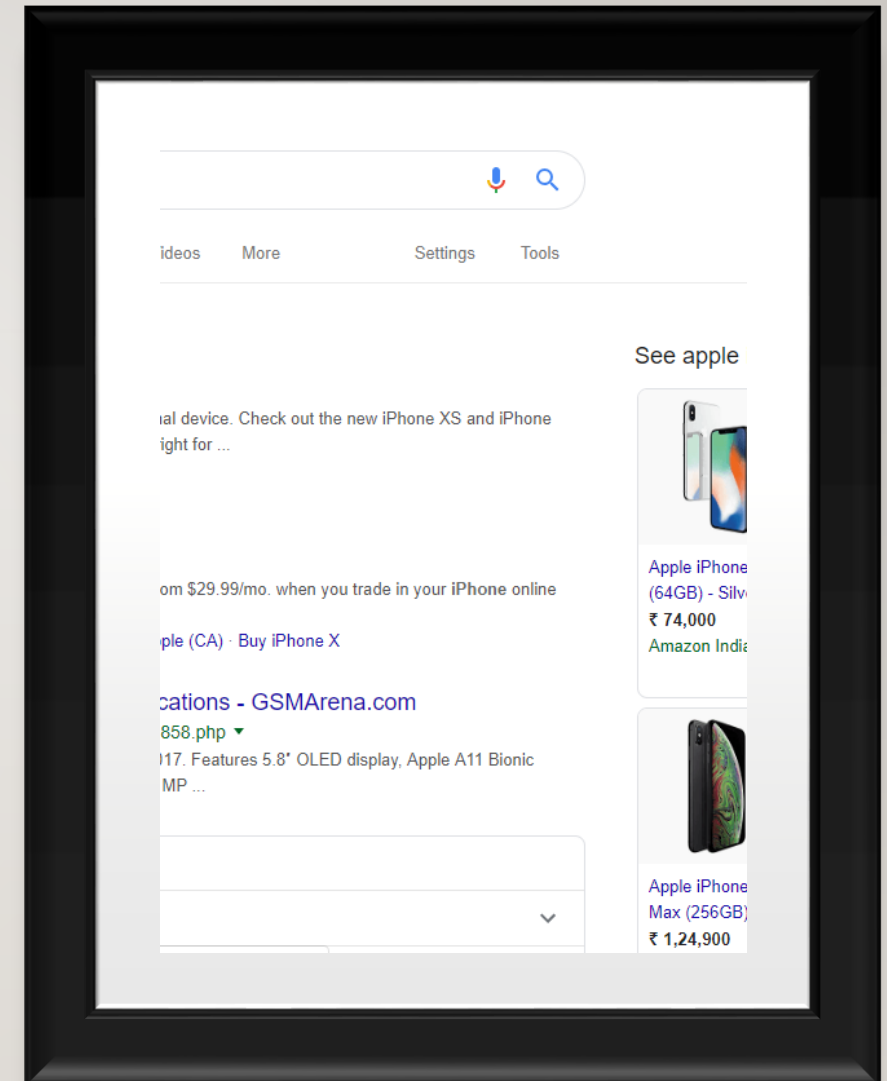 ideos More Settings Tools
See apple
nal device. Check out the new iPhone XS and iPhone
ight for ...
om $29.99/mo. when you trade in your iPhone online
ple (CA) · Buy iPhone X
cations - GSMArena.com
858.php
017. Features 5.8″ OLED display, Apple A11 Bionic
MP ...
Apple iPhone
(64GB) - Silve
₹ 74,000
Amazon India
Apple iPhone
Max (256GB)
₹ 1,24,900